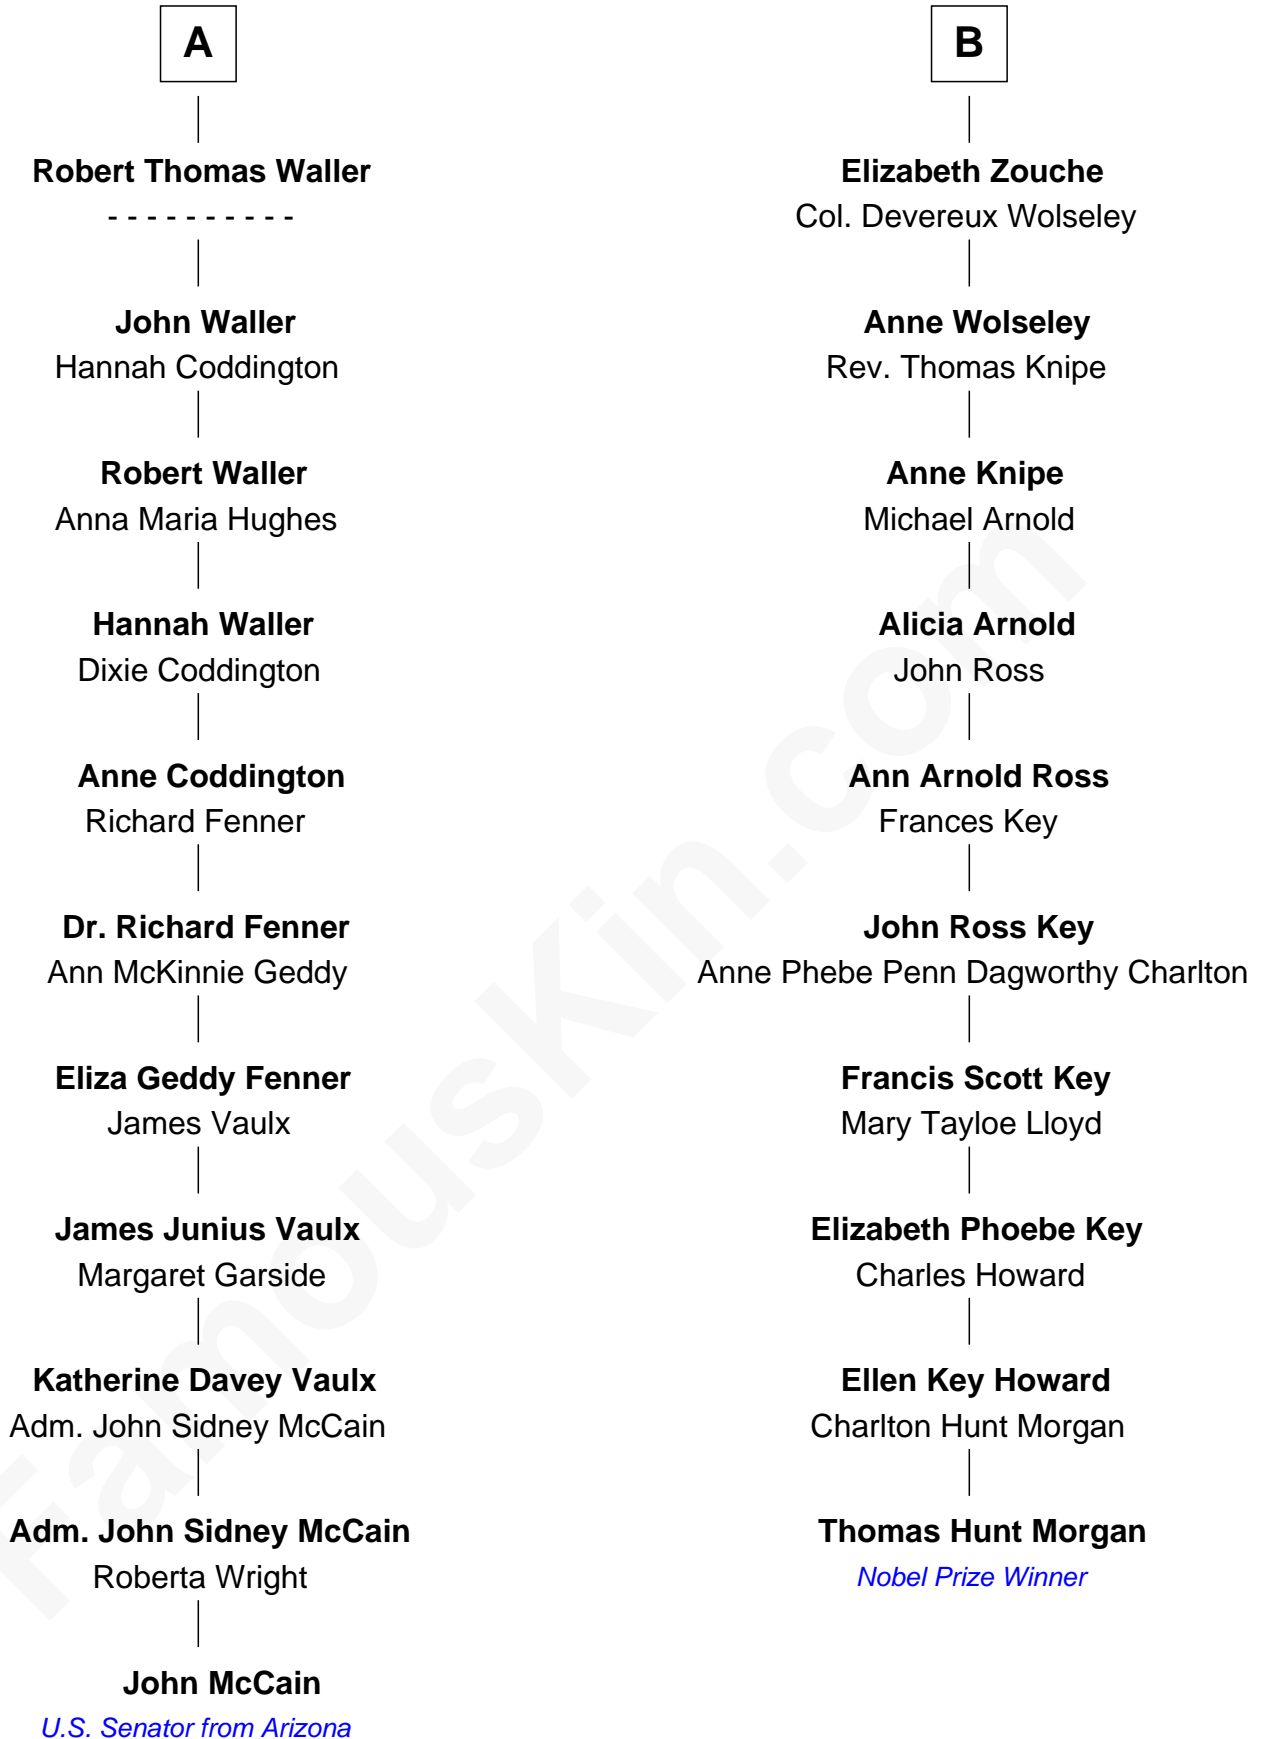 A
Robert Thomas Waller
- - - - - - - - - -
John Waller
Hannah Coddington
Robert Waller
Anna Maria Hughes
Hannah Waller
Dixie Coddington
Anne Coddington
Richard Fenner
Dr. Richard Fenner
Ann McKinnie Geddy
Eliza Geddy Fenner
James Vaulx
James Junius Vaulx
Margaret Garside
Katherine Davey Vaulx
Adm. John Sidney McCain
Adm. John Sidney McCain
Roberta Wright
John McCain
U.S. Senator from Arizona
B
Elizabeth Zouche
Col. Devereux Wolseley
Anne Wolseley
Rev. Thomas Knipe
Anne Knipe
Michael Arnold
Alicia Arnold
John Ross
Ann Arnold Ross
Frances Key
John Ross Key
Anne Phebe Penn Dagworthy Charlton
Francis Scott Key
Mary Tayloe Lloyd
Elizabeth Phoebe Key
Charles Howard
Ellen Key Howard
Charlton Hunt Morgan
Thomas Hunt Morgan
Nobel Prize Winner
FamousKin.com